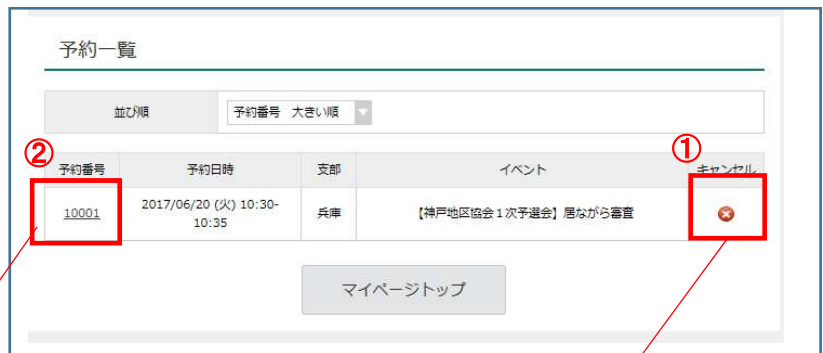 予約一覧
並び順 予約番号 大きい順
② ①
予約番号 予約日時 支部 イベント キャンセル
10001 2017/06/20 (火) 10:30-
10:35 兵庫 【神戸地区協会1次予選会】居ながら審査
マイページトップ